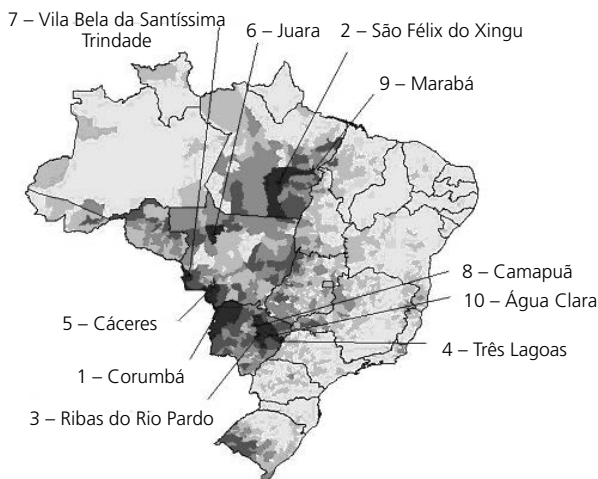 7 – Vila Bela da Santíssima
Trindade
6 – Juara
2 – São Félix do Xingu
9 – Marabá
8 – Camapuã
10 – Água Clara
5 – Cáceres
4 – Três Lagoas
1 – Corumbá
3 – Ribas do Rio Pardo